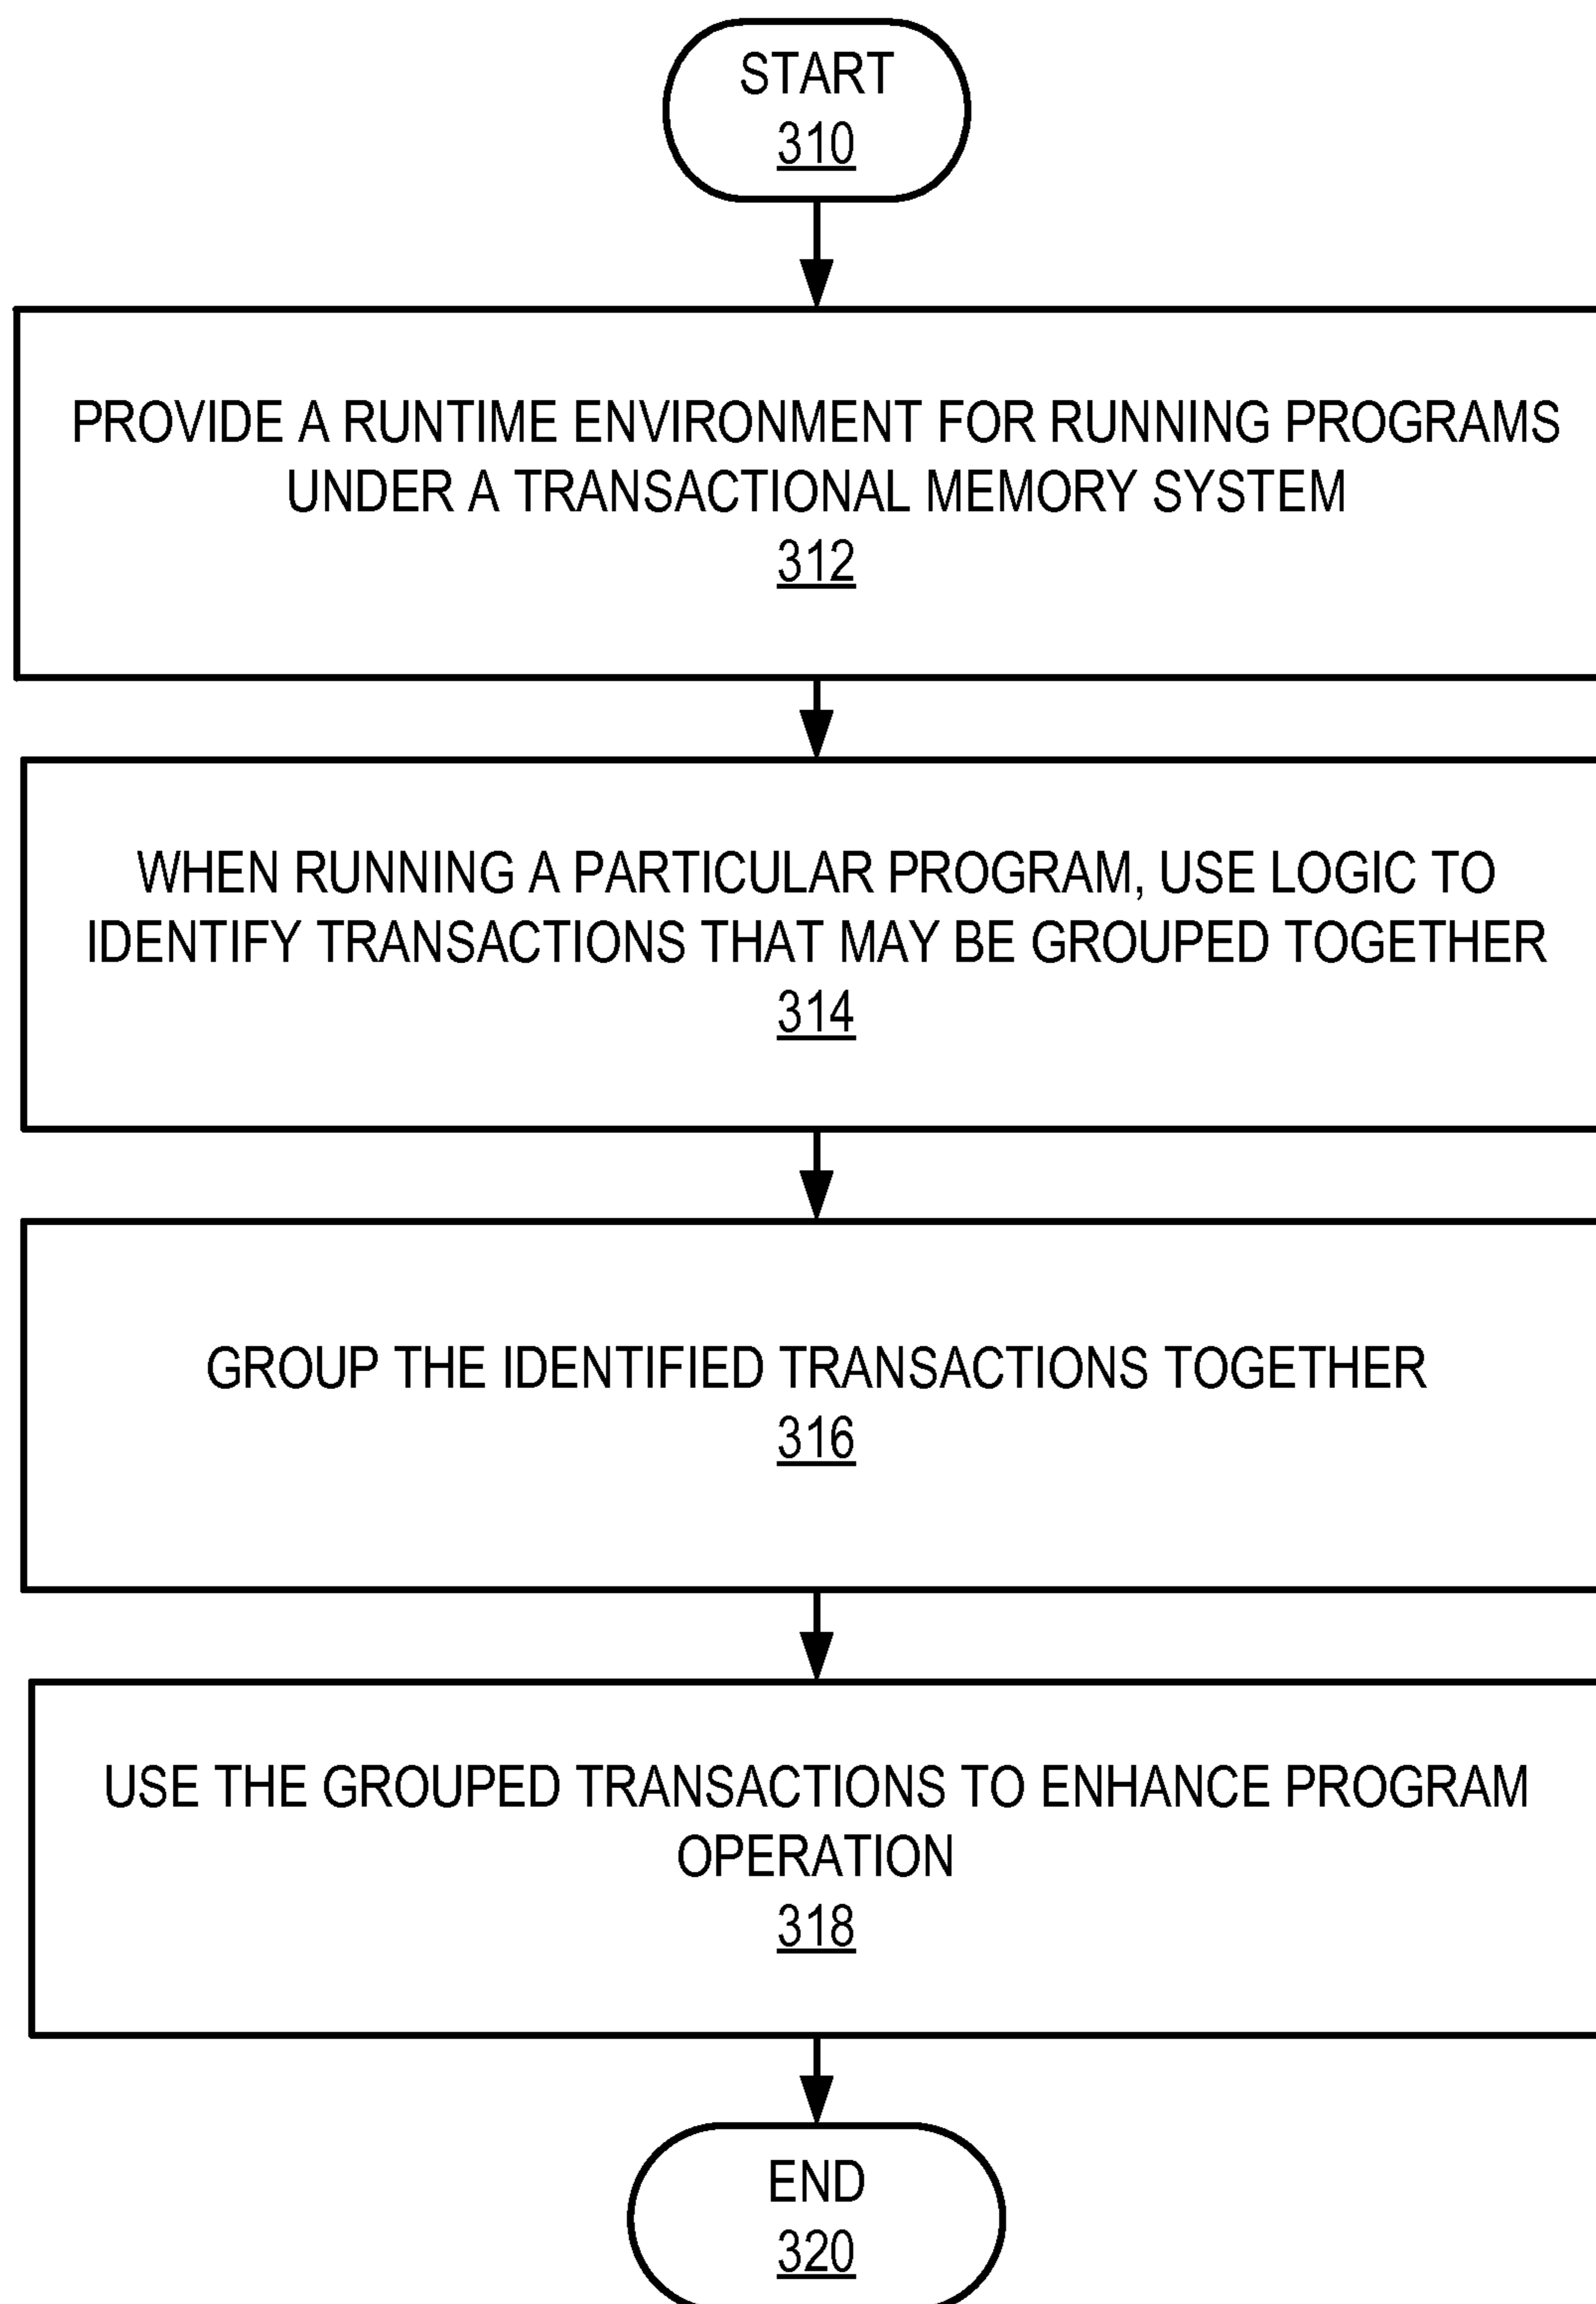 START
310
PROVIDE A RUNTIME ENVIRONMENT FOR RUNNING PROGRAMS
UNDER A TRANSACTIONAL MEMORY SYSTEM
312
WHEN RUNNING A PARTICULAR PROGRAM, USE LOGIC TO
IDENTIFY TRANSACTIONS THAT MAY BE GROUPED TOGETHER
314
GROUP THE IDENTIFIED TRANSACTIONS TOGETHER
316
USE THE GROUPED TRANSACTIONS TO ENHANCE PROGRAM
OPERATION
318
END
320